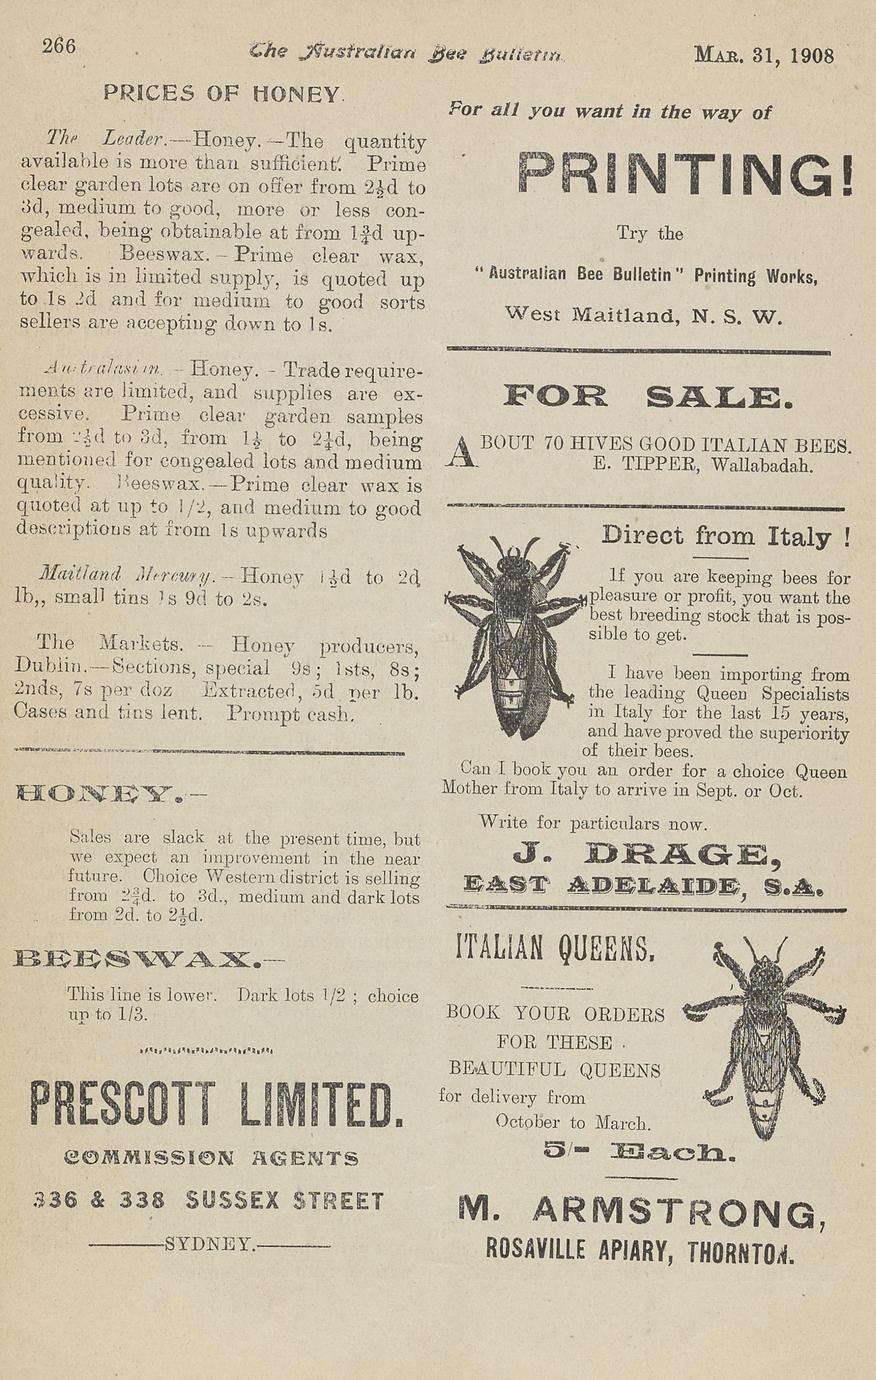 266
The Australian Bee Bulletin
MAR. 31, 1908
PRICES OF HONEY.
The Leader.—Honey.—The quantity
available is more than sufficient. Prime
clear garden lots are on offer from 2½d to
3d, medium to good, more or less con-
gealed, being obtainable at from 1¾d up-
wards. Beeswax. – Prime clear wax,
which is in limited supply, is quoted up
to 1s 2d and for medium to good sorts
sellers are accepting down to 1s.
Australasian. – Honey. – Trade require-
ments are limited, and supplies are ex-
cessive. Prime clear garden samples
from d to 3d, from 1½ to 2¼d, being
mentioned for congealed lots and medium
quality. Beeswax.—Prime clear wax is
quoted at up to 1/2, and medium to good
descriptions at from 1s upwards
Maitland Mercury. – Honey 1½d to 2d
lb,, small tins 1s 9d to 2s.
The Markets. — Honey producers,
Dublin.—Sections, special 9s; 1sts, 8s;
2nds, 7s per doz Extracted, 5d per lb.
Cases and tins lent. Prompt cash.
HONEY.—
Sales are slack at the present time, but
we expect an improvement in the near
future. Choice Western district is selling
from 2¾d. to 3d., medium and dark lots
from 2d. to 2½d.
BEESWAX.—
This line is lower. Dark lots 1/2 ; choice
up to 1/3.
PRESCOTT LIMITED.
COMMISSION AGENTS
336 & 338 SUSSEX STREET
———SYDNEY.———
For all you want in the way of
PRINTING!
Try the
"Australian Bee Bulletin" Printing Works,
West Maitland, N. S. W.
FOR SALE.
ABOUT 70 HIVES GOOD ITALIAN BEES.
E. TIPPER, Wallabadah.
Direct from Italy !
If you are keeping bees for
pleasure or profit, you want the
best breeding stock that is pos-
sible to get.
I have been importing from
the leading Queen Specialists
in Italy for the last 15 years,
and have proved the superiority
of their bees.
Can I book you an order for a choice Queen
Mother from Italy to arrive in Sept. or Oct.
Write for particulars now.
J. DRAGE,
EAST ADELAIDE, S.A.
ITALIAN QUEENS.
BOOK YOUR ORDERS
FOR THESE
BEAUTIFUL QUEENS
for delivery from
October to March.
5/- Each.
M. ARMSTRONG,
ROSAVILLE APIARY, THORNTON.